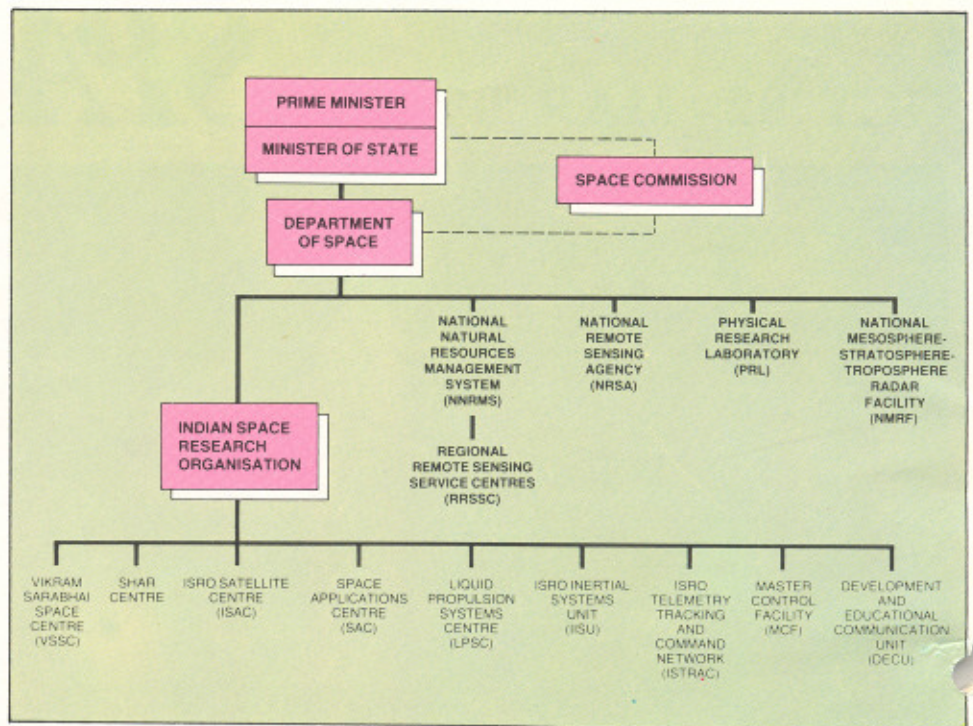 PRIME MINISTER
MINISTER OF STATE
SPACE COMMISSION
DEPARTMENT
OF SPACE
NATIONAL
NATURAL
RESOURCES
MANAGEMENT
SYSTEM
(NNRMS)
NATIONAL
REMOTE
SENSING
AGENCY
(NRSA)
PHYSICAL
RESEARCH
LABORATORY
(PRL)
NATIONAL
MESOSPHERE-
STRATOSPHERE-
TROPOSPHERE
RADAR
FACILITY
(NMRF)
INDIAN SPACE
RESEARCH
ORGANISATION
REGIONAL
REMOTE SENSING
SERVICE CENTRES
(RRSSC)
VIKRAM
SARABHAI
SPACE
CENTRE
(VSSC)
SHAR
CENTRE
ISRO SATELLITE
CENTRE
(ISAC)
SPACE
APPLICATIONS
CENTRE
(SAC)
LIQUID
PROPULSION
SYSTEMS
CENTRE
(LPSC)
ISRO INERTIAL
SYSTEMS
UNIT
(IISU)
ISRO
TELEMETRY
TRACKING
AND
COMMAND
NETWORK
(ISTRAC)
MASTER
CONTROL
FACILITY
(MCF)
DEVELOPMENT
AND
EDUCATIONAL
COMMUNICATION
UNIT
(DECU)